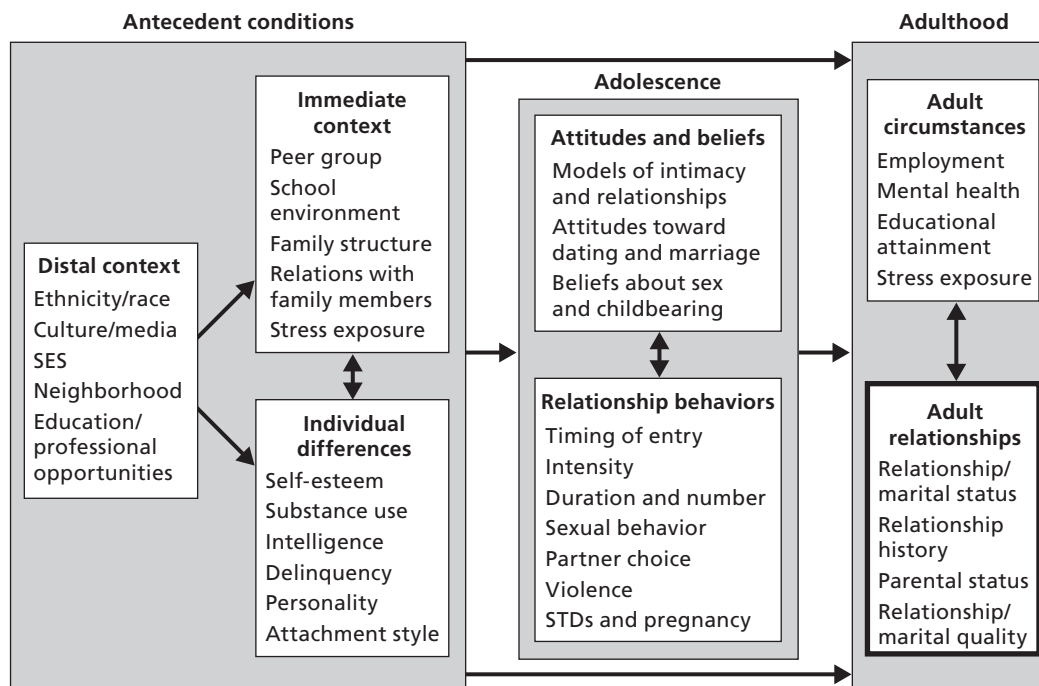 Antecedent conditions
Distal context
Ethnicity/race
Culture/media
SES
Neighborhood
Education/
professional
opportunities
Immediate
context
Peer group
School
environment
Family structure
Relations with
family members
Stress exposure
Individual
differences
Self-esteem
Substance use
Intelligence
Delinquency
Personality
Attachment style
Adolescence
Attitudes and beliefs
Models of intimacy
and relationships
Attitudes toward
dating and marriage
Beliefs about sex
and childbearing
Relationship behaviors
Timing of entry
Intensity
Duration and number
Sexual behavior
Partner choice
Violence
STDs and pregnancy
Adulthood
Adult
circumstances
Employment
Mental health
Educational
attainment
Stress exposure
Adult
relationships
Relationship/
marital status
Relationship
history
Parental status
Relationship/
marital quality